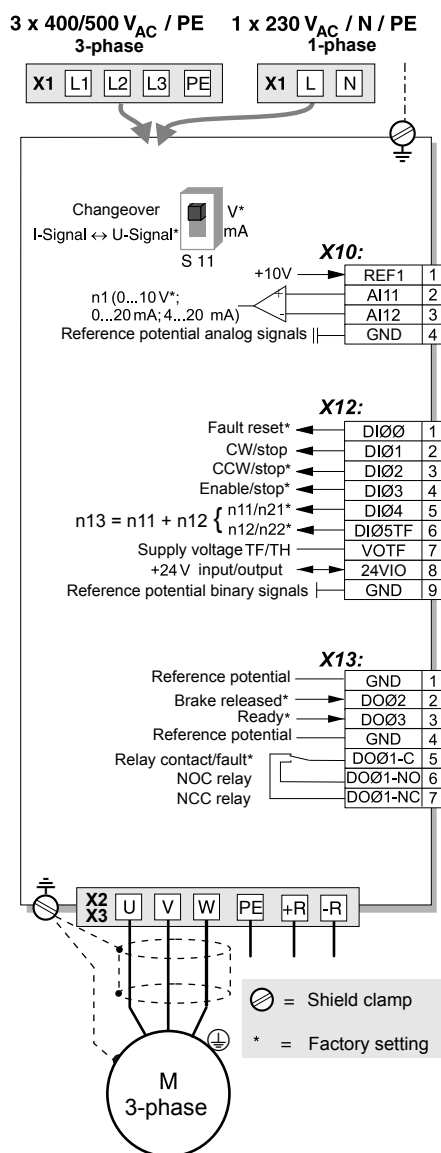 3 x 400/500 VAC / PE 1 x 230 VAC / N / PE
3-phase 1-phase
X1 L1 L2 L3 PE X1 L N
Changeover V*
I-Signal ↔ U-Signal* mA
S 11
X10:
+10V REF1 1
n1 (0...10 V*; + AI11 2
0...20 mA; 4...20 mA) - AI12 3
Reference potential analog signals GND 4
X12:
Fault reset* DIØØ 1
CW/stop DIØ1 2
CCW/stop* DIØ2 3
Enable/stop* DIØ3 4
n13 = n11 + n12 { n11/n21* DIØ4 5
n12/n22* DIØ5TF 6
Supply voltage TF/TH VOTF 7
+24 V input/output 24VIO 8
Reference potential binary signals GND 9
X13:
Reference potential GND 1
Brake released* DOØ2 2
Ready* DOØ3 3
Reference potential GND 4
Relay contact/fault* DOØ1-C 5
NOC relay DOØ1-NO 6
NCC relay DOØ1-NC 7
X2
X3 U V W PE +R -R
= Shield clamp
* = Factory setting
M
3-phase